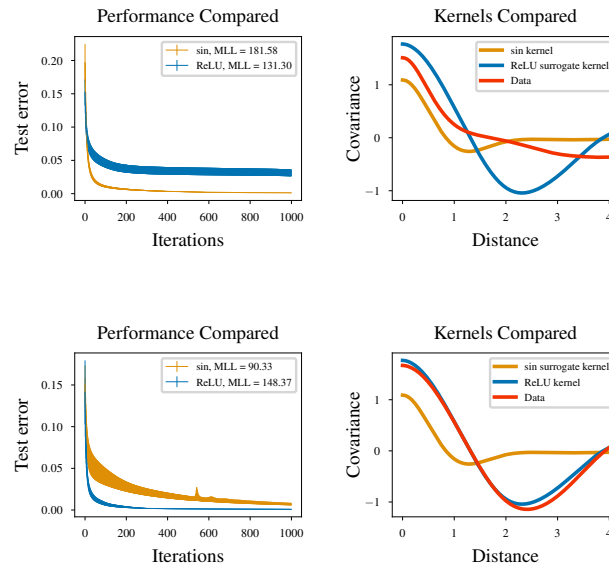 Performance Compared
Test error
0.20
0.15
0.10
0.05
0.00
sin, MLL = 181.58
ReLU, MLL = 131.30
0 200 400 600 800 1000
Iterations
Kernels Compared
Covariance
1
0
−1
sin kernel
ReLU surrogate kernel
Data
0 1 2 3 4
Distance
Performance Compared
Test error
0.15
0.10
0.05
0.00
sin, MLL = 90.33
ReLU, MLL = 148.37
0 200 400 600 800 1000
Iterations
Kernels Compared
Covariance
1
0
−1
sin surrogate kernel
ReLU kernel
Data
0 1 2 3 4
Distance